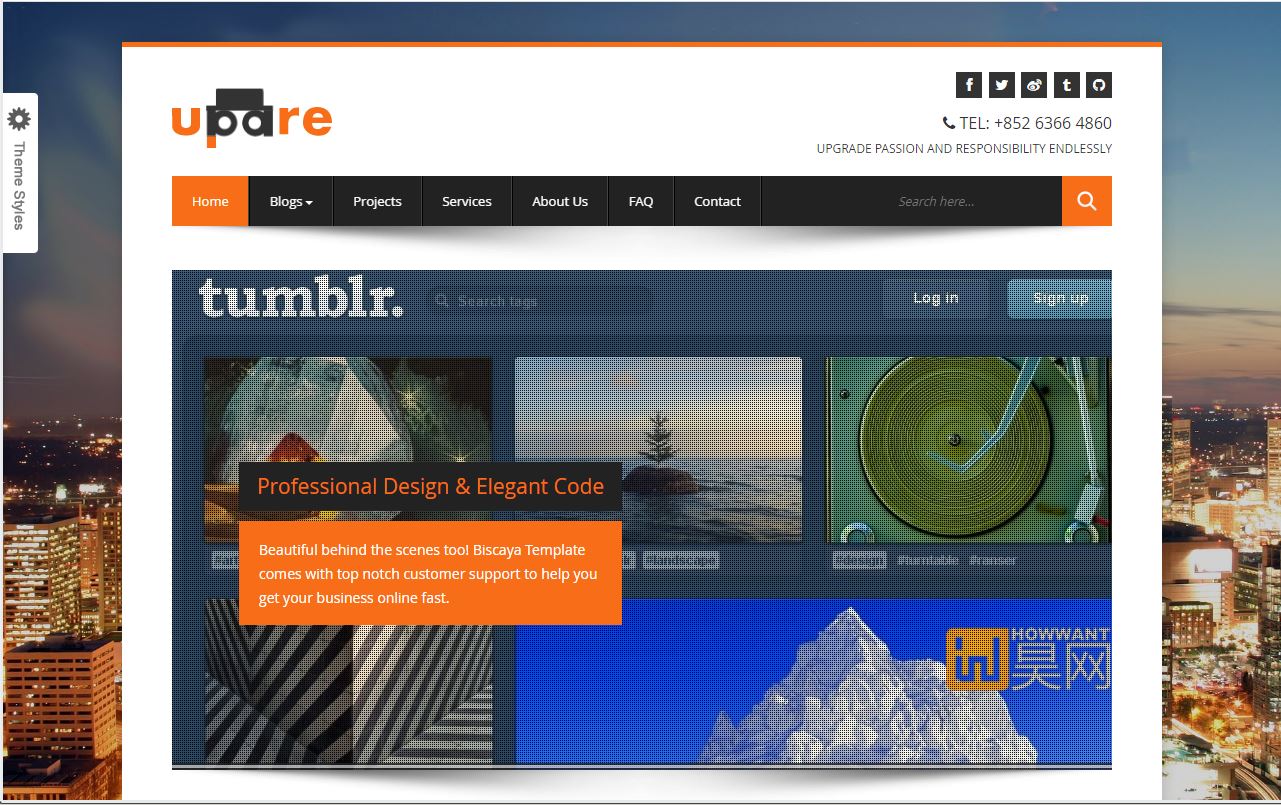 upare
TEL: +852 6366 4860
UPGRADE PASSION AND RESPONSIBILITY ENDLESSLY
Theme Styles
Home
Blogs
Projects
Services
About Us
FAQ
Contact
Search here...
tumblr.
Search tags
Log in
Sign up
Professional Design & Elegant Code
Beautiful behind the scenes too! Biscaya Template
comes with top notch customer support to help you
get your business online fast.
#landscape
#design #turntable #ranser
HOWWANT
昊网